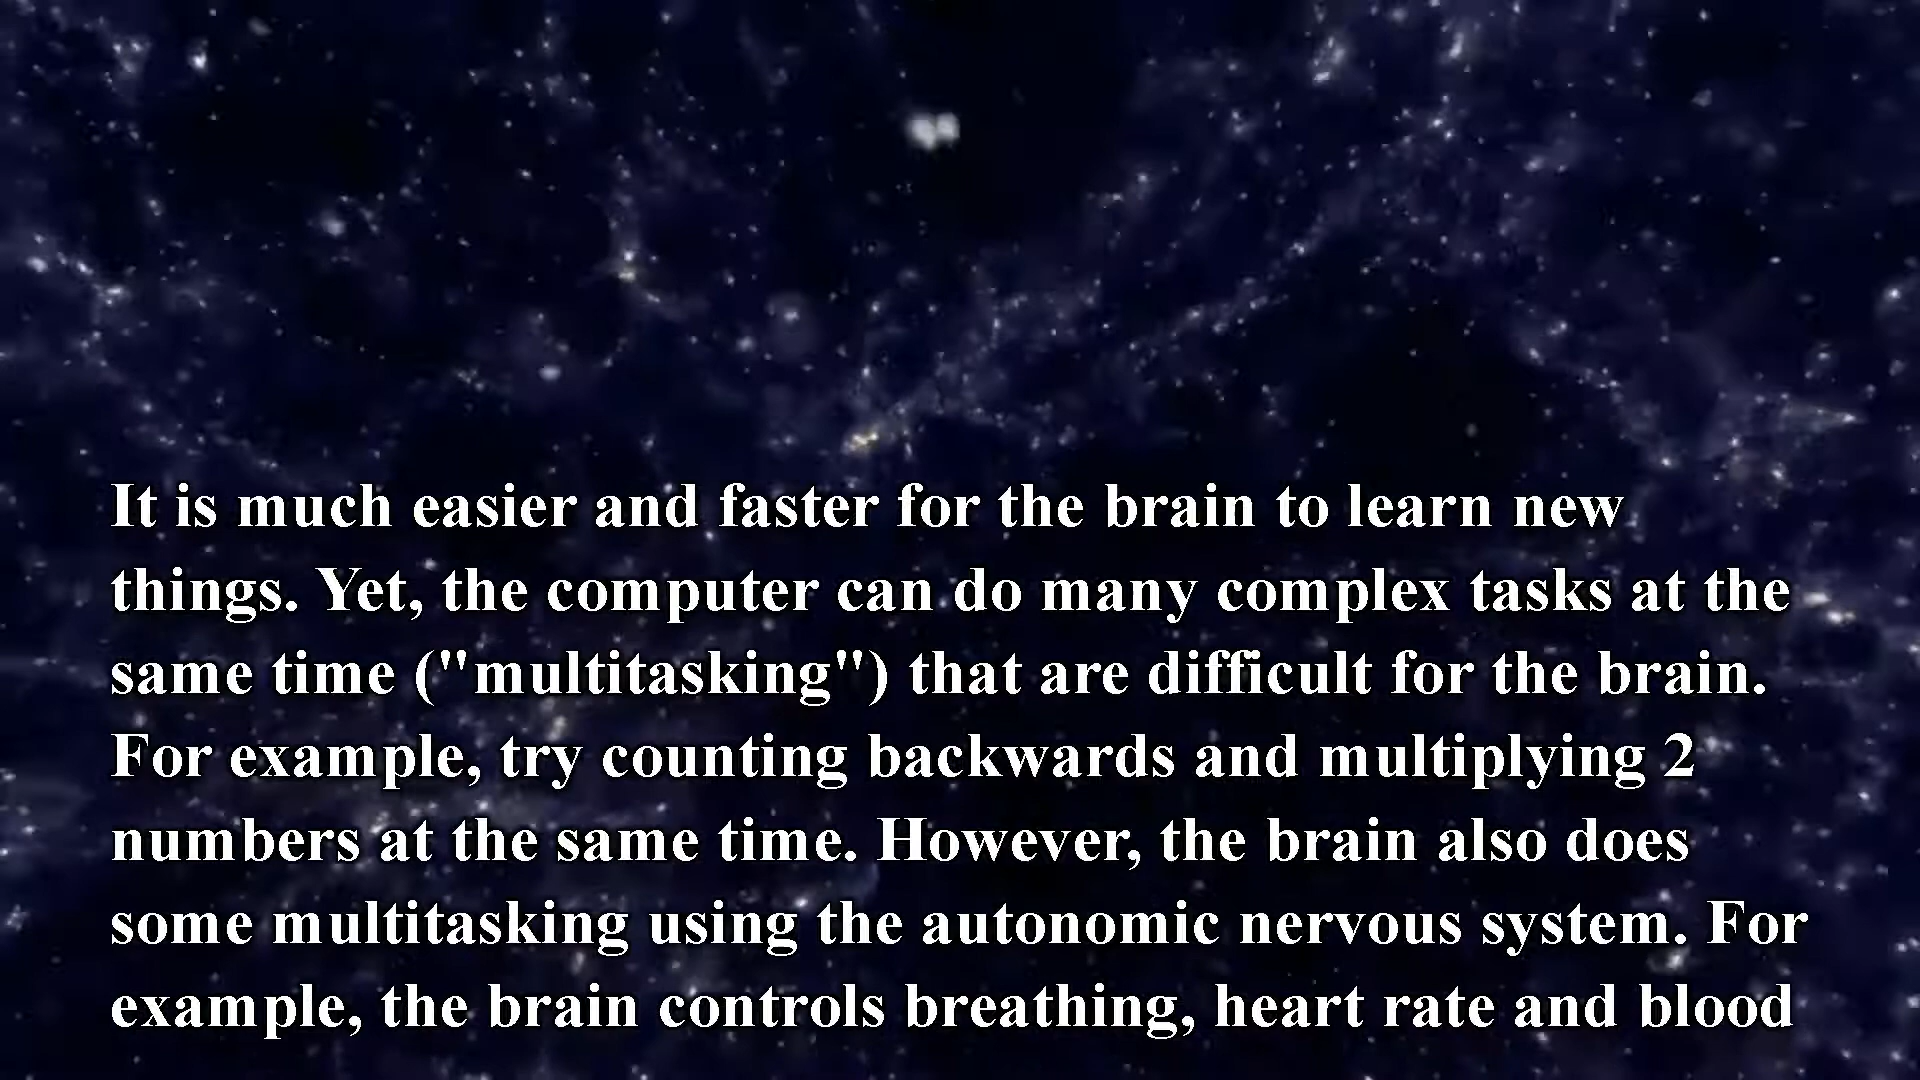 It is much easier and faster for the brain to learn new
things. Yet, the computer can do many complex tasks at the
same time ("multitasking") that are difficult for the brain.
For example, try counting backwards and multiplying 2
numbers at the same time. However, the brain also does
some multitasking using the autonomic nervous system. For
example, the brain controls breathing, heart rate and blood